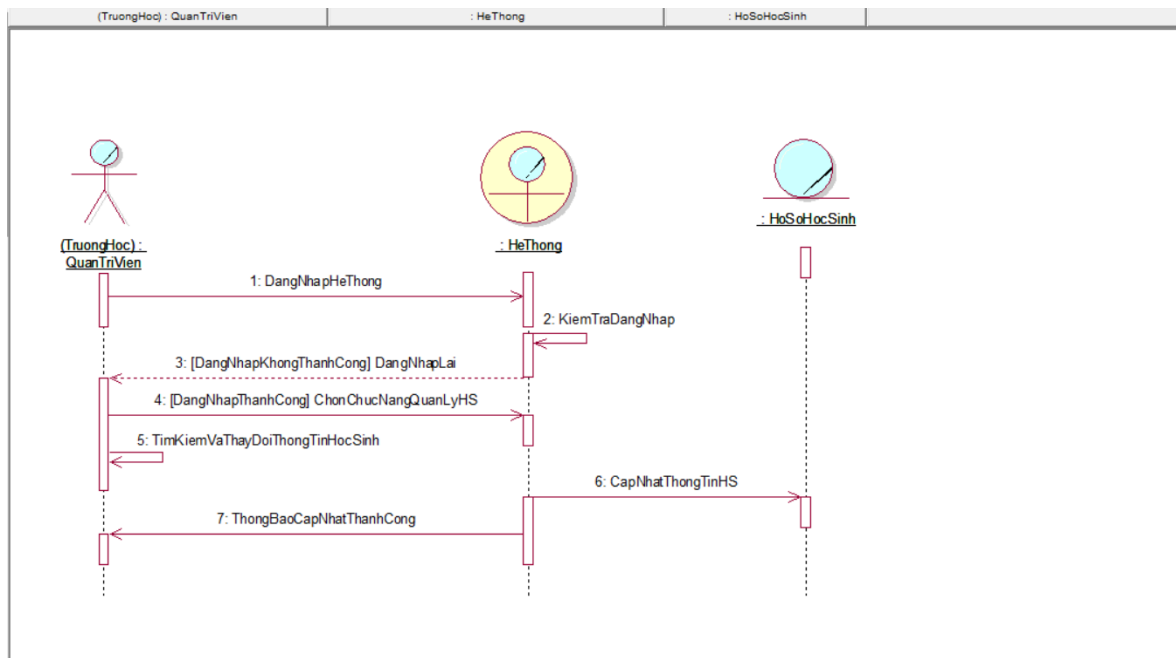 (TruongHoc) : QuanTriVien
: HeThong
: HoSoHocSinh
(TruongHoc) :
QuanTriVien
: HeThong
: HoSoHocSinh
1: DangNhapHeThong
2: KiemTraDangNhap
3: [DangNhapKhongThanhCong] DangNhapLai
4: [DangNhapThanhCong] ChonChucNangQuanLyHS
5: TimKiemVaThayDoiThongTinHocSinh
6: CapNhatThongTinHS
7: ThongBaoCapNhatThanhCong